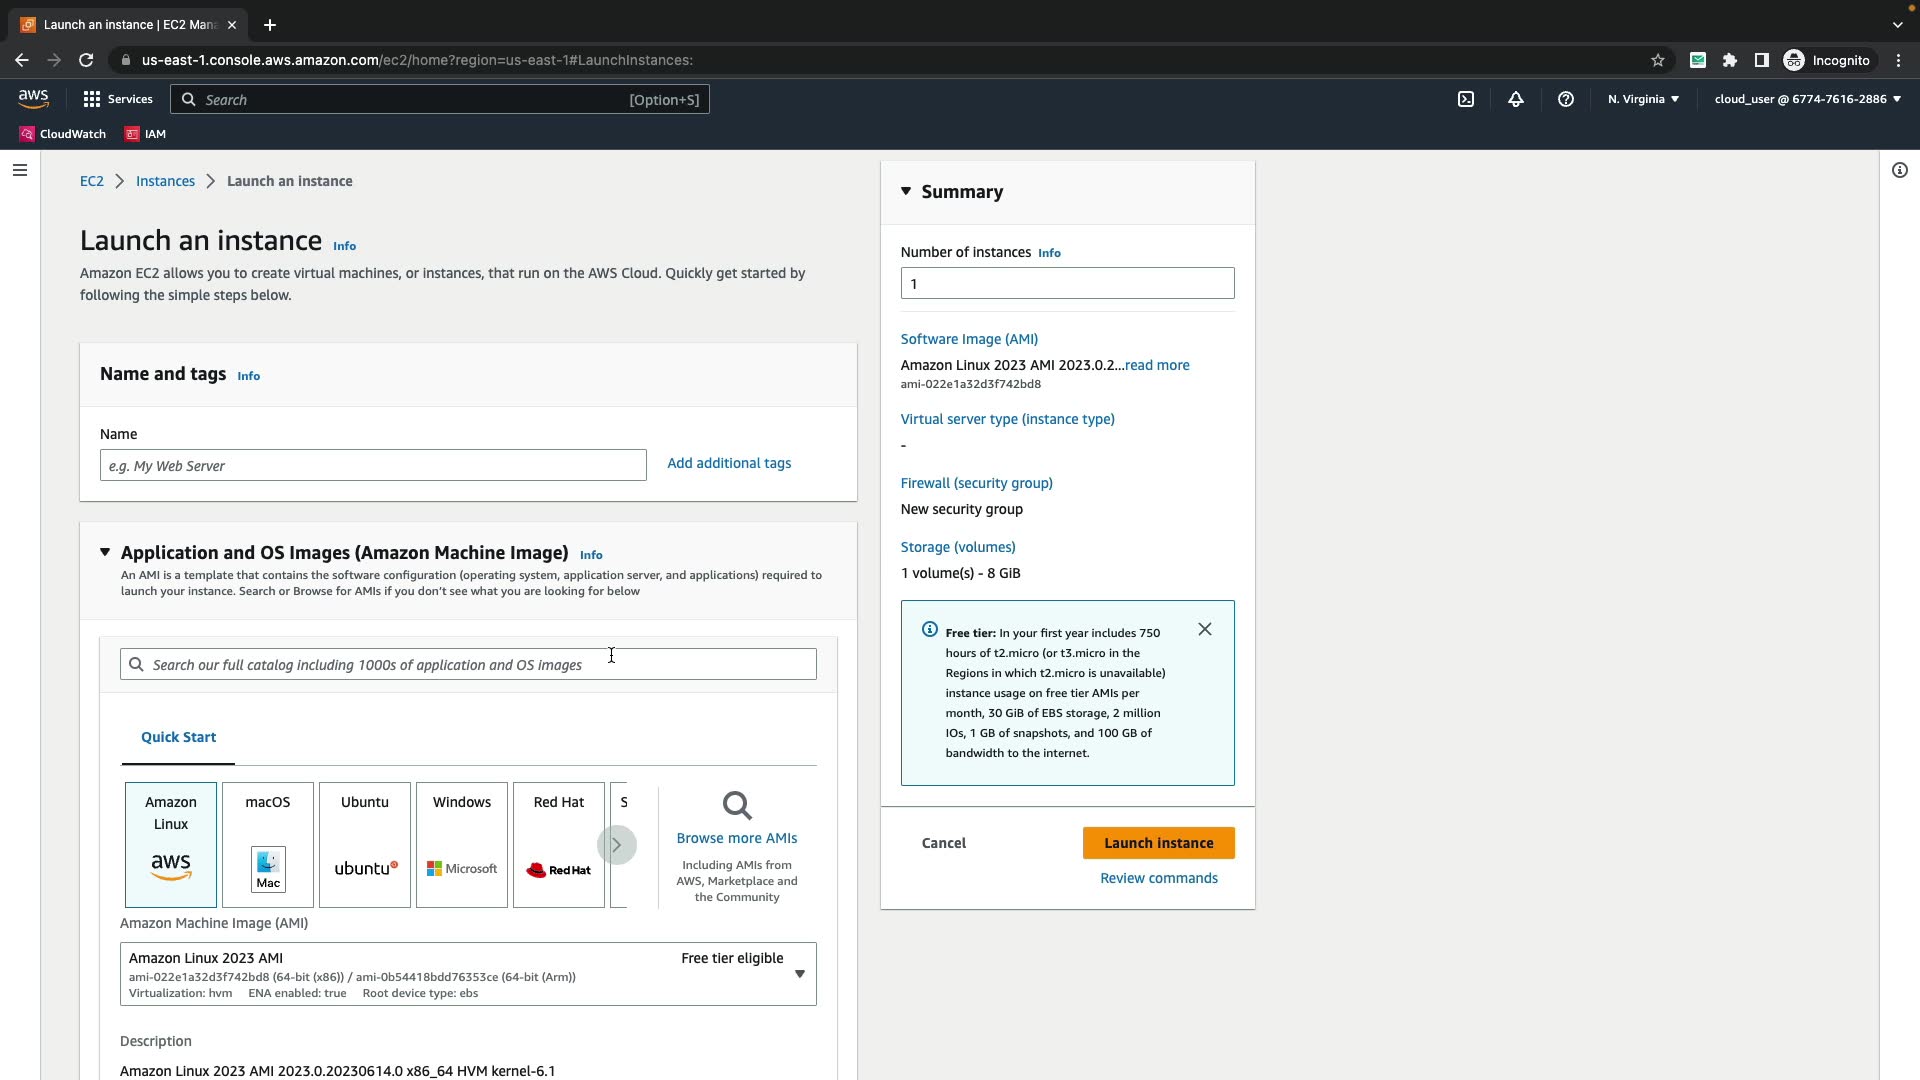 Launch an instance | EC2 Mana
us-east-1.console.aws.amazon.com/ec2/home?region=us-east-1#LaunchInstances:
Incognito
aws
Services
Search
[Option+S]
N. Virginia
cloud_user @ 6774-7616-2886
CloudWatch
IAM
EC2
Instances
Launch an instance
Launch an instance Info
Amazon EC2 allows you to create virtual machines, or instances, that run on the AWS Cloud. Quickly get started by
following the simple steps below.
Name and tags Info
Name
e.g. My Web Server
Add additional tags
Application and OS Images (Amazon Machine Image) Info
An AMI is a template that contains the software configuration (operating system, application server, and applications) required to
launch your instance. Search or Browse for AMIs if you don't see what you are looking for below
Search our full catalog including 1000s of application and OS images
Quick Start
Amazon
Linux
aws
macOS
Mac
Ubuntu
ubuntu
Windows
Microsoft
Red Hat
RedHat
S
Browse more AMIs
Including AMIs from
AWS, Marketplace and
the Community
Amazon Machine Image (AMI)
Amazon Linux 2023 AMI
Free tier eligible
ami-022e1a32d3f742bd8 (64-bit (x86)) / ami-0b54418bdd76353ce (64-bit (Arm))
Virtualization: hvm ENA enabled: true Root device type: ebs
Description
Amazon Linux 2023 AMI 2023.0.20230614.0 x86_64 HVM kernel-6.1
Summary
Number of instances Info
1
Software Image (AMI)
Amazon Linux 2023 AMI 2023.0.2...read more
ami-022e1a32d3f742bd8
Virtual server type (instance type)
-
Firewall (security group)
New security group
Storage (volumes)
1 volume(s) - 8 GiB
Free tier: In your first year includes 750
hours of t2.micro (or t3.micro in the
Regions in which t2.micro is unavailable)
instance usage on free tier AMIs per
month, 30 GiB of EBS storage, 2 million
IOs, 1 GB of snapshots, and 100 GB of
bandwidth to the internet.
Cancel
Launch instance
Review commands